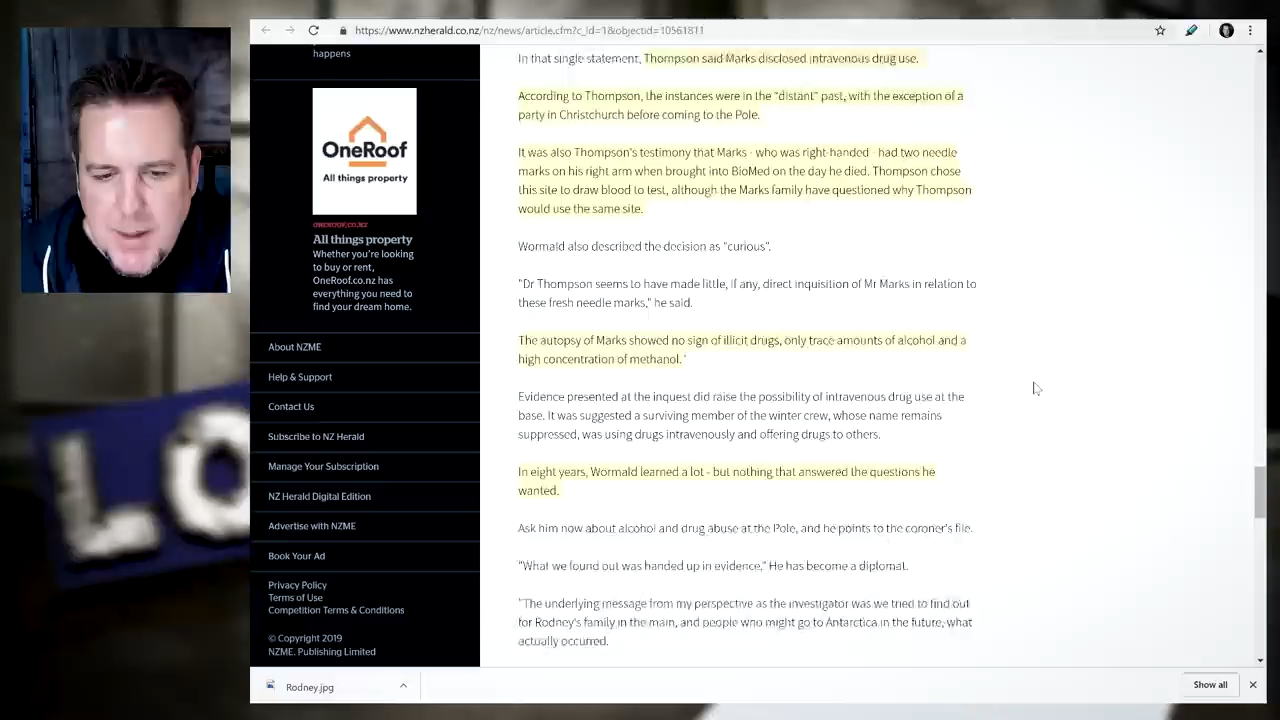 https://www.nzherald.co.nz/nz/news/article.cfm?c_id=1&objectid=10561811
happens
OneRoof
All things property
ONEROOF.CO.NZ
All things property
Whether you're looking
to buy or rent,
OneRoof.co.nz has
everything you need to
find your dream home.
About NZME
Help & Support
Contact Us
Subscribe to NZ Herald
Manage Your Subscription
NZ Herald Digital Edition
Advertise with NZME
Book Your Ad
Privacy Policy
Terms of Use
Competition Terms & Conditions
© Copyright 2019
NZME. Publishing Limited
In that single statement, Thompson said Marks disclosed intravenous drug use.
According to Thompson, the instances were in the "distant" past, with the exception of a
party in Christchurch before coming to the Pole.
It was also Thompson's testimony that Marks - who was right-handed - had two needle
marks on his right arm when brought into BioMed on the day he died. Thompson chose
this site to draw blood to test, although the Marks family have questioned why Thompson
would use the same site.
Wormald also described the decision as "curious".
"Dr Thompson seems to have made little, if any, direct inquisition of Mr Marks in relation to
these fresh needle marks," he said.
The autopsy of Marks showed no sign of illicit drugs, only trace amounts of alcohol and a
high concentration of methanol. '
Evidence presented at the inquest did raise the possibility of intravenous drug use at the
base. It was suggested a surviving member of the winter crew, whose name remains
suppressed, was using drugs intravenously and offering drugs to others.
In eight years, Wormald learned a lot - but nothing that answered the questions he
wanted.
Ask him now about alcohol and drug abuse at the Pole, and he points to the coroner's file.
"What we found out was handed up in evidence," He has become a diplomat.
"The underlying message from my perspective as the investigator was we tried to find out
for Rodney's family in the main, and people who might go to Antarctica in the future, what
actually occurred.
LO
Rodney.jpg
Show all